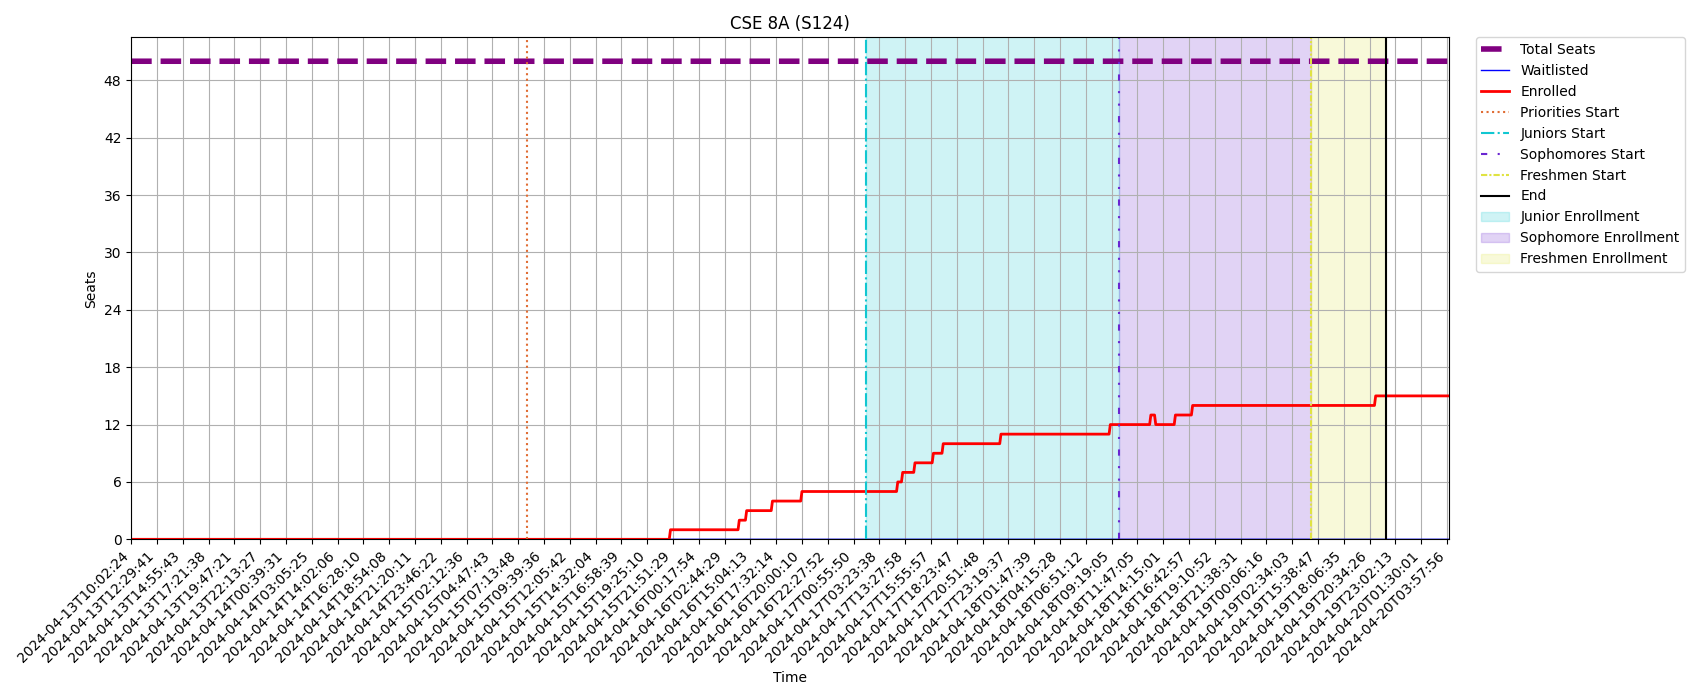 CSE 8A (S124)
Total Seats
Waitlisted
Enrolled
Priorities Start
Juniors Start
Sophomores Start
Freshmen Start
End
Junior Enrollment
Sophomore Enrollment
Freshmen Enrollment
Seats
48
42
36
30
24
18
12
6
0
2024-04-13T10:02:24
2024-04-13T12:29:41
2024-04-13T14:55:43
2024-04-13T17:21:38
2024-04-13T19:47:21
2024-04-13T22:13:27
2024-04-14T00:39:31
2024-04-14T03:05:25
2024-04-14T14:02:06
2024-04-14T16:28:10
2024-04-14T18:54:08
2024-04-14T21:20:11
2024-04-14T23:46:22
2024-04-15T02:12:36
2024-04-15T04:47:43
2024-04-15T07:13:48
2024-04-15T09:39:36
2024-04-15T12:05:42
2024-04-15T14:32:04
2024-04-15T16:58:39
2024-04-15T19:25:10
2024-04-15T21:51:29
2024-04-16T00:17:54
2024-04-16T02:44:29
2024-04-16T15:04:13
2024-04-16T17:32:14
2024-04-16T20:00:10
2024-04-16T22:27:52
2024-04-17T00:55:50
2024-04-17T03:23:38
2024-04-17T13:27:58
2024-04-17T15:55:57
2024-04-17T18:23:47
2024-04-17T20:51:48
2024-04-17T23:19:37
2024-04-18T01:47:39
2024-04-18T04:15:28
2024-04-18T06:51:12
2024-04-18T09:19:05
2024-04-18T11:47:05
2024-04-18T14:15:01
2024-04-18T16:42:57
2024-04-18T19:10:52
2024-04-18T21:38:31
2024-04-19T00:06:16
2024-04-19T02:34:03
2024-04-19T15:38:47
2024-04-19T18:06:35
2024-04-19T20:34:26
2024-04-19T23:02:13
2024-04-20T01:30:01
2024-04-20T03:57:56
Time